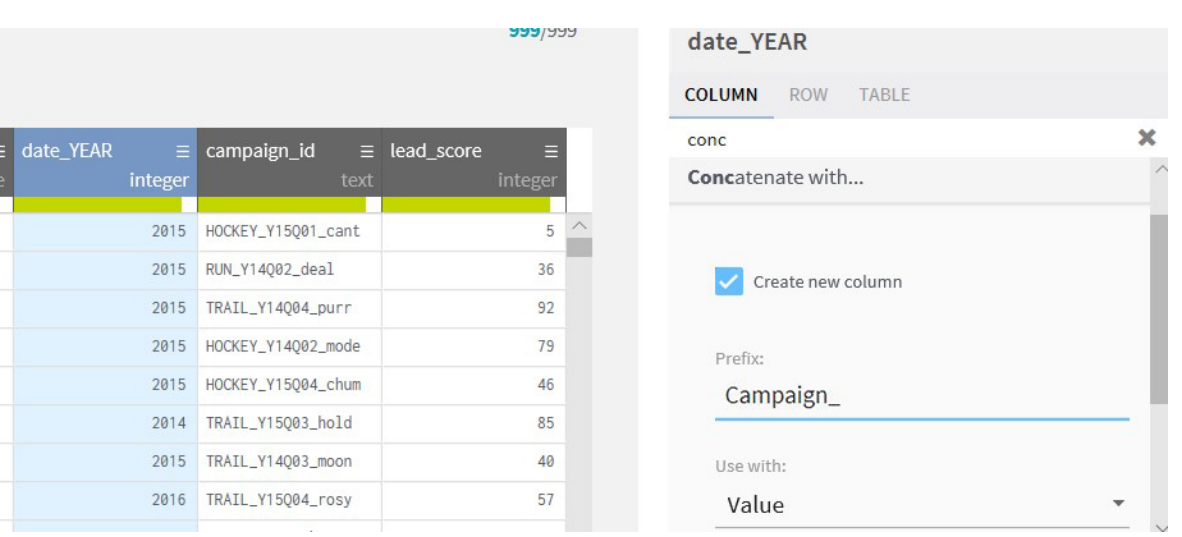 999/999
date_YEAR campaign_id lead_score
integer text integer
2015 HOCKEY_Y15Q01_cant 5
2015 RUN_Y14Q02_deal 36
2015 TRAIL_Y14Q04_purr 92
2015 HOCKEY_Y14Q02_mode 79
2015 HOCKEY_Y15Q04_chum 46
2014 TRAIL_Y15Q03_hold 85
2015 TRAIL_Y14Q03_moon 40
2016 TRAIL_Y15Q04_rosy 57
date_YEAR
COLUMN ROW TABLE
conc
Concatenate with...
Create new column
Prefix:
Campaign_
Use with:
Value